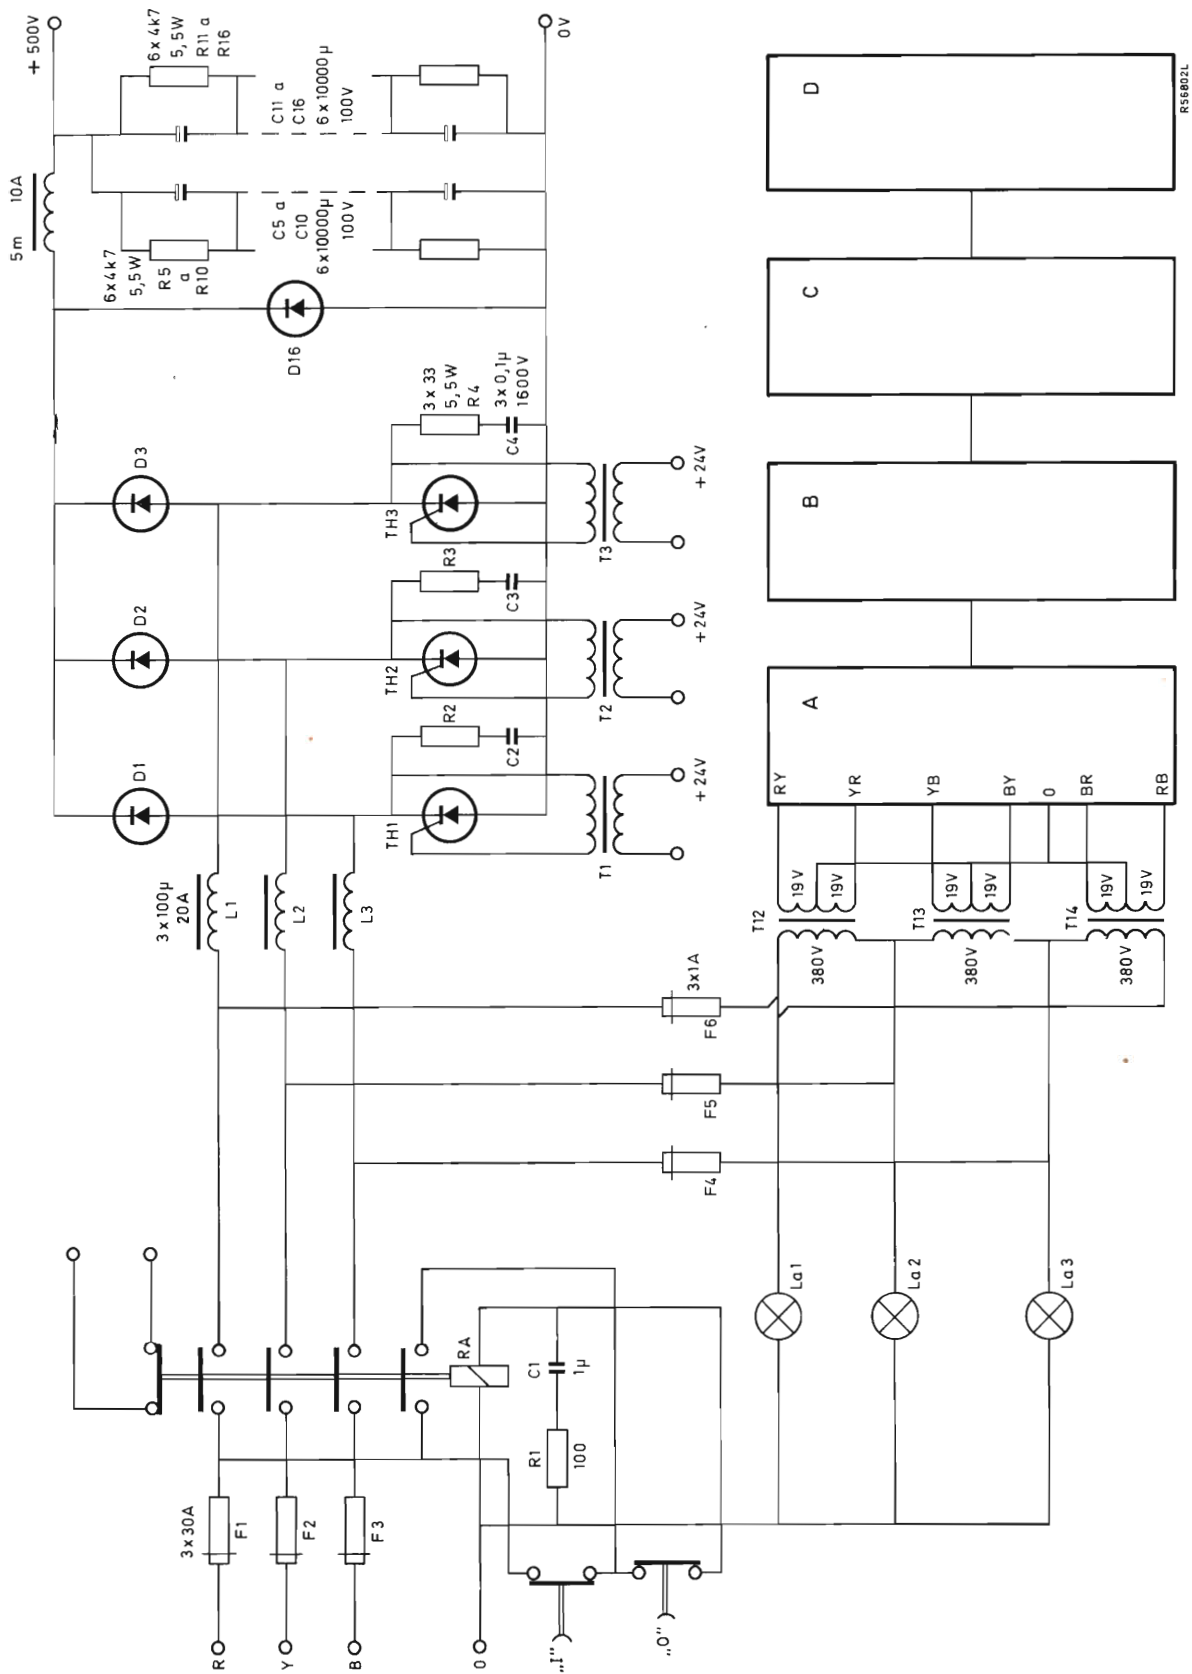 + 500V
0V
5m 10A
6x4k7
5,5W
R11 a
R16
C11 a
C16
6x10000µ
100V
C5 a
C10
6x10000µ
100V
6x4k7
5,5W
R5
a
R10
D16
D3
D2
D1
3x33
5,5W
R4
3x0,1µ
1600V
C4
TH3
R3
C3
TH2
R2
C2
TH1
T3
+24V
T2
+24V
T1
+24V
3x100µ
20A
L1
L2
L3
3x1A
F6
F5
F4
RA
C1
1µ
R1
100
3x30A
F1
F2
F3
R
Y
B
0
„I"
„O"
La1
La2
La3
T12
380V
19V
19V
T13
380V
19V
19V
T14
380V
19V
19V
RY
YR
YB
BY
0
BR
RB
A
B
C
D
R56802L